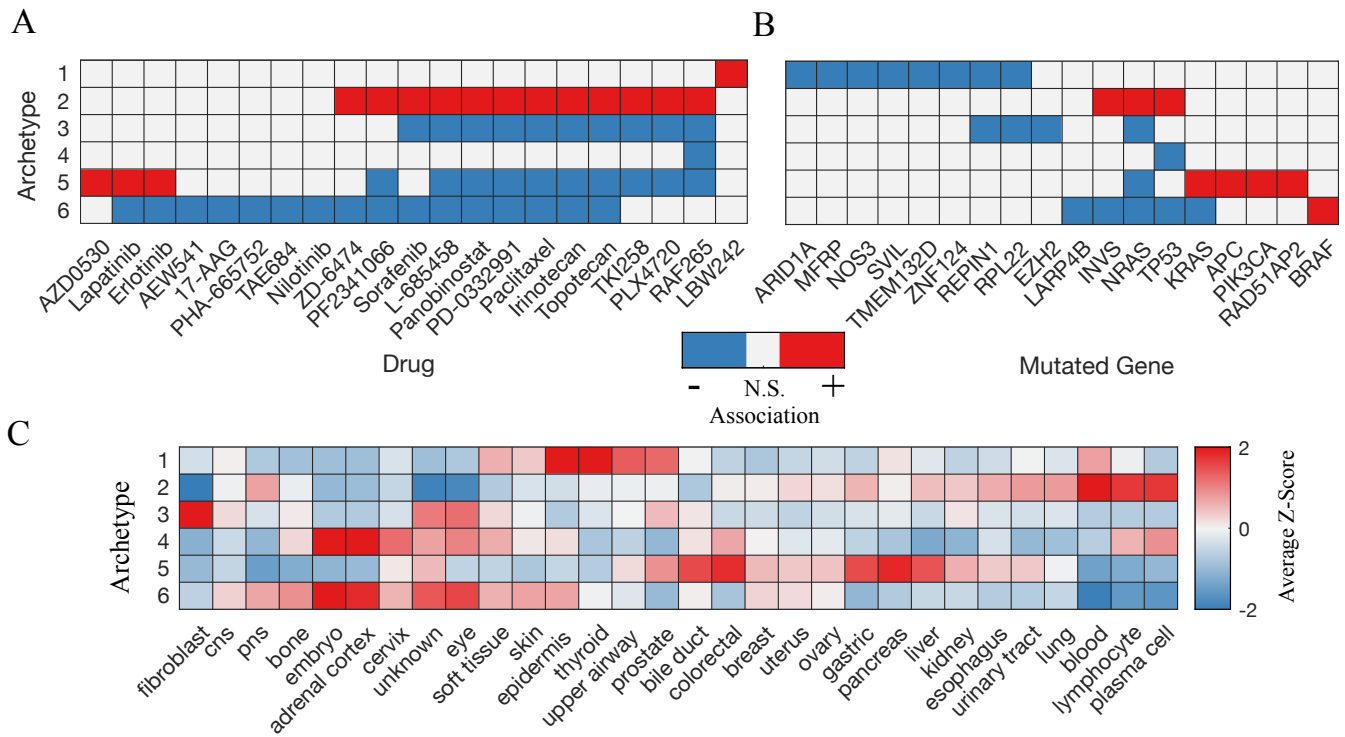 A
B
Archetype
1
2
3
4
5
6
AZD0530
Lapatinib
Erlotinib
AEW541
17-AAG
PHA-665752
TAE684
Nilotinib
ZD-6474
PF2341066
Sorafenib
L-685458
Panobinostat
PD-0332991
Paclitaxel
Irinotecan
Topotecan
TKI258
PLX4720
RAF265
LBW242
Drug
ARID1A
MFRP
NOS3
SVIL
TMEM132D
ZNF124
REPIN1
RPL22
EZH2
LARP4B
INVS
NRAS
TP53
KRAS
APC
PIK3CA
RAD51AP2
BRAF
Mutated Gene
- N.S. +
Association
C
Archetype
1
2
3
4
5
6
fibroblast
cns
pns
bone
embryo
adrenal cortex
cervix
unknown
eye
soft tissue
skin
epidermis
thyroid
upper airway
prostate
bile duct
colorectal
breast
uterus
ovary
gastric
pancreas
liver
kidney
esophagus
urinary tract
lung
blood
lymphocyte
plasma cell
2
0
-2
Average Z-Score